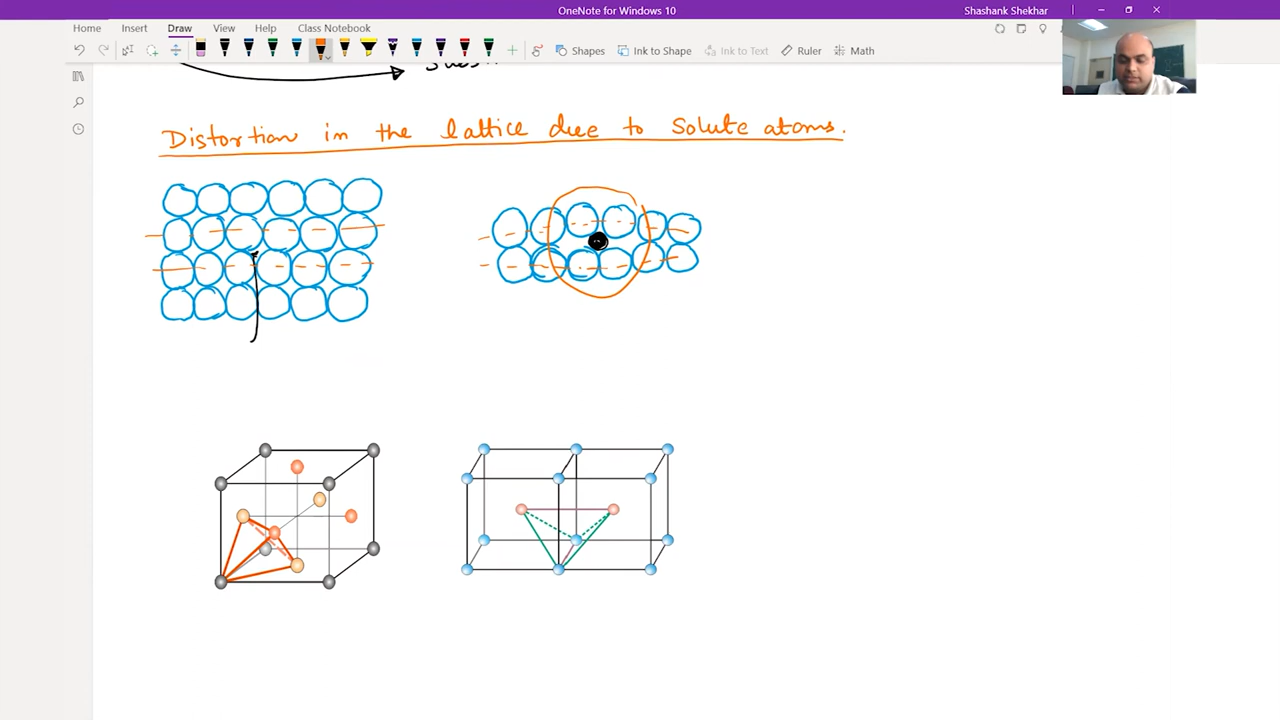 OneNote for Windows 10
Shashank Shekhar
Home Insert Draw View Help Class Notebook
Shapes Ink to Shape Ink to Text Ruler Math
Distortion in the lattice due to Solute atoms.